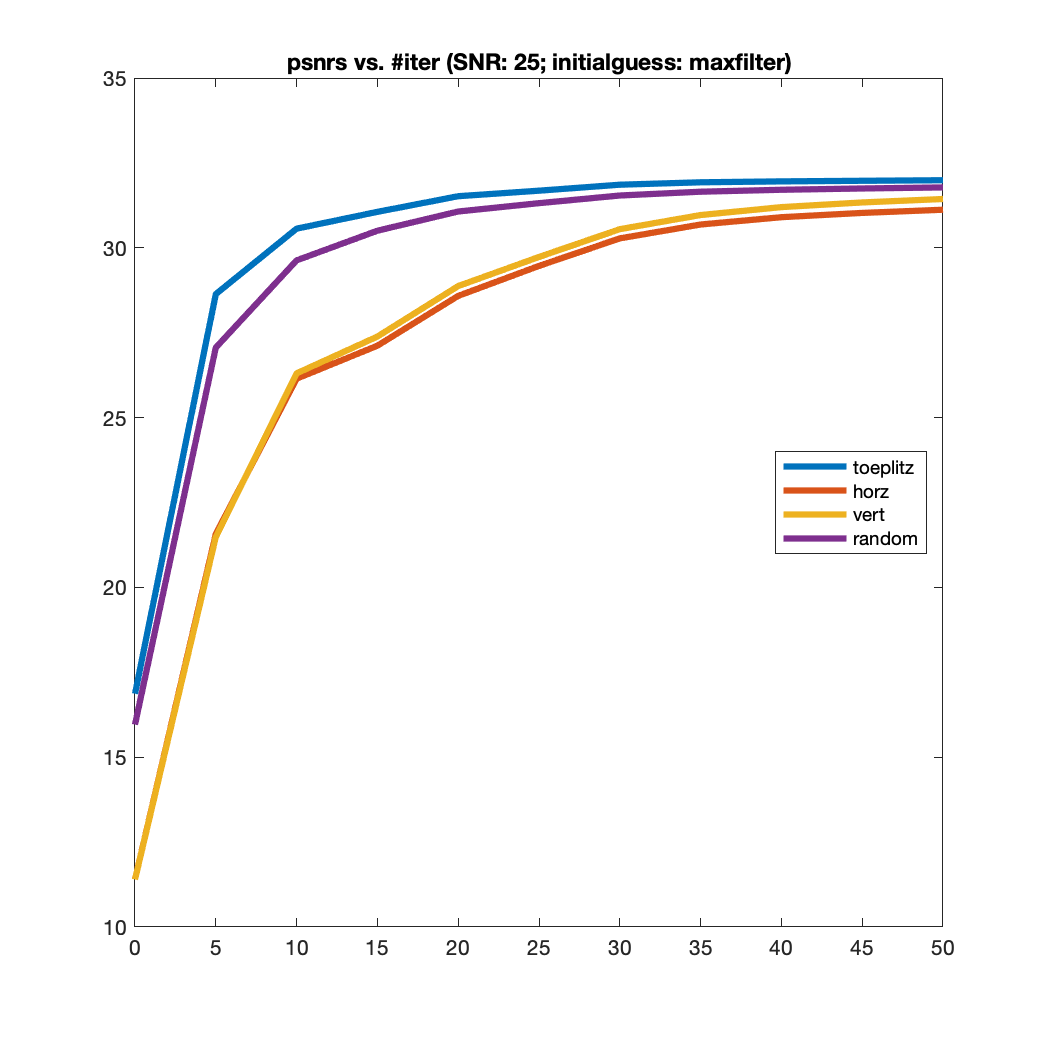 psnrs vs. #iter (SNR: 25; initialguess: maxfilter)
35
30
25
20
15
10
toeplitz
horz
vert
random
0 5 10 15 20 25 30 35 40 45 50